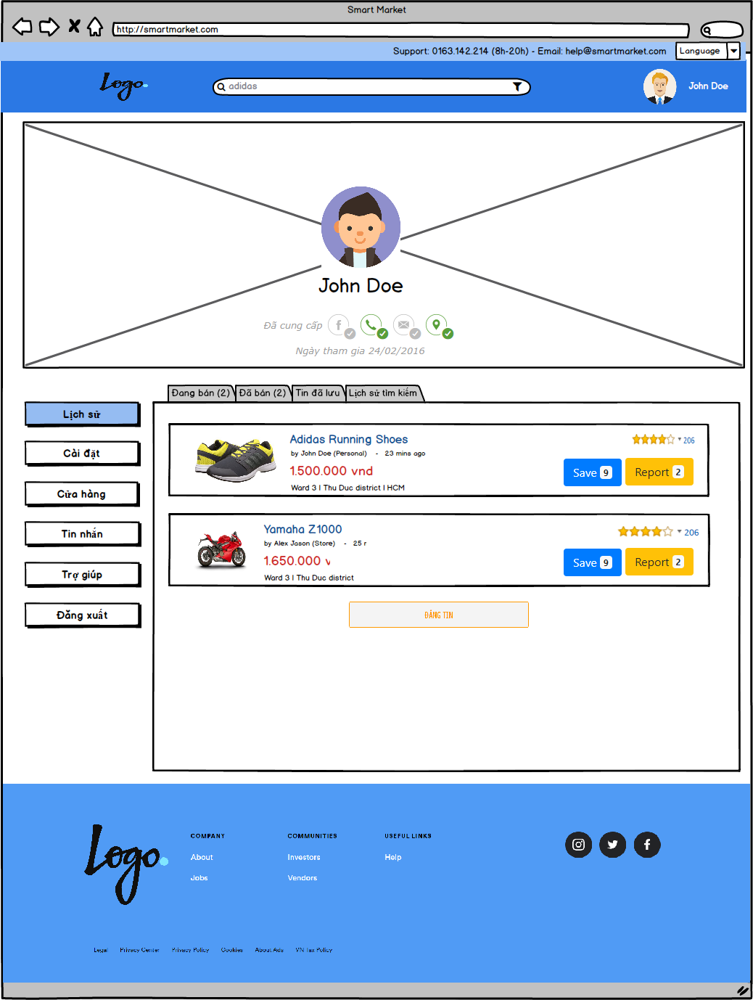 Smart Market
http://smartmarket.com
Support: 0163.142.214 (8h-20h) - Email: help@smartmarket.com
Language
Logo
adidas
John Doe
John Doe
Đã cung cấp
Ngày tham gia 24/02/2016
Đang bán (2) Đã bán (2) Tin đã lưu Lịch sử tìm kiếm
Lịch sử
Cài đặt
Cửa hàng
Tin nhắn
Trợ giúp
Đăng xuất
Adidas Running Shoes
206
by John Doe (Personal) - 23 mins ago
1.500.000 vnd
Save 9 Report 2
Ward 3 | Thu Duc district | HCM
Yamaha Z1000
206
by Alex Jason (Store) - 25 r
1.650.000 v
Save 9 Report 2
Ward 3 | Thu Duc district
ĐĂNG TIN
Logo
COMPANY COMMUNITIES USEFUL LINKS
About Investors Help
Jobs Vendors
Legal Privacy Center Privacy Policy Cookies About Ads VN Tax Policy